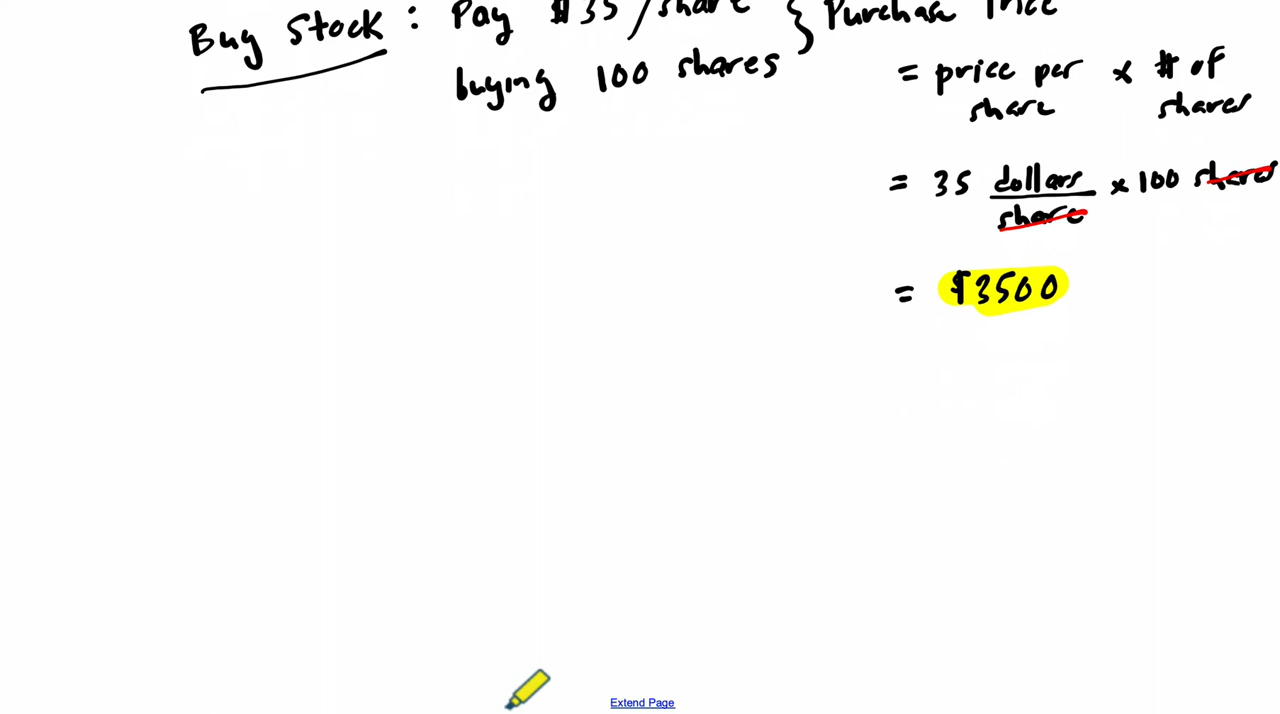 Buy Stock : Pay $35/share } Purchase Price
buying 100 shares
= price per share × # of shares
= 35 dollars/share × 100 shares
= $3500
Extend Page